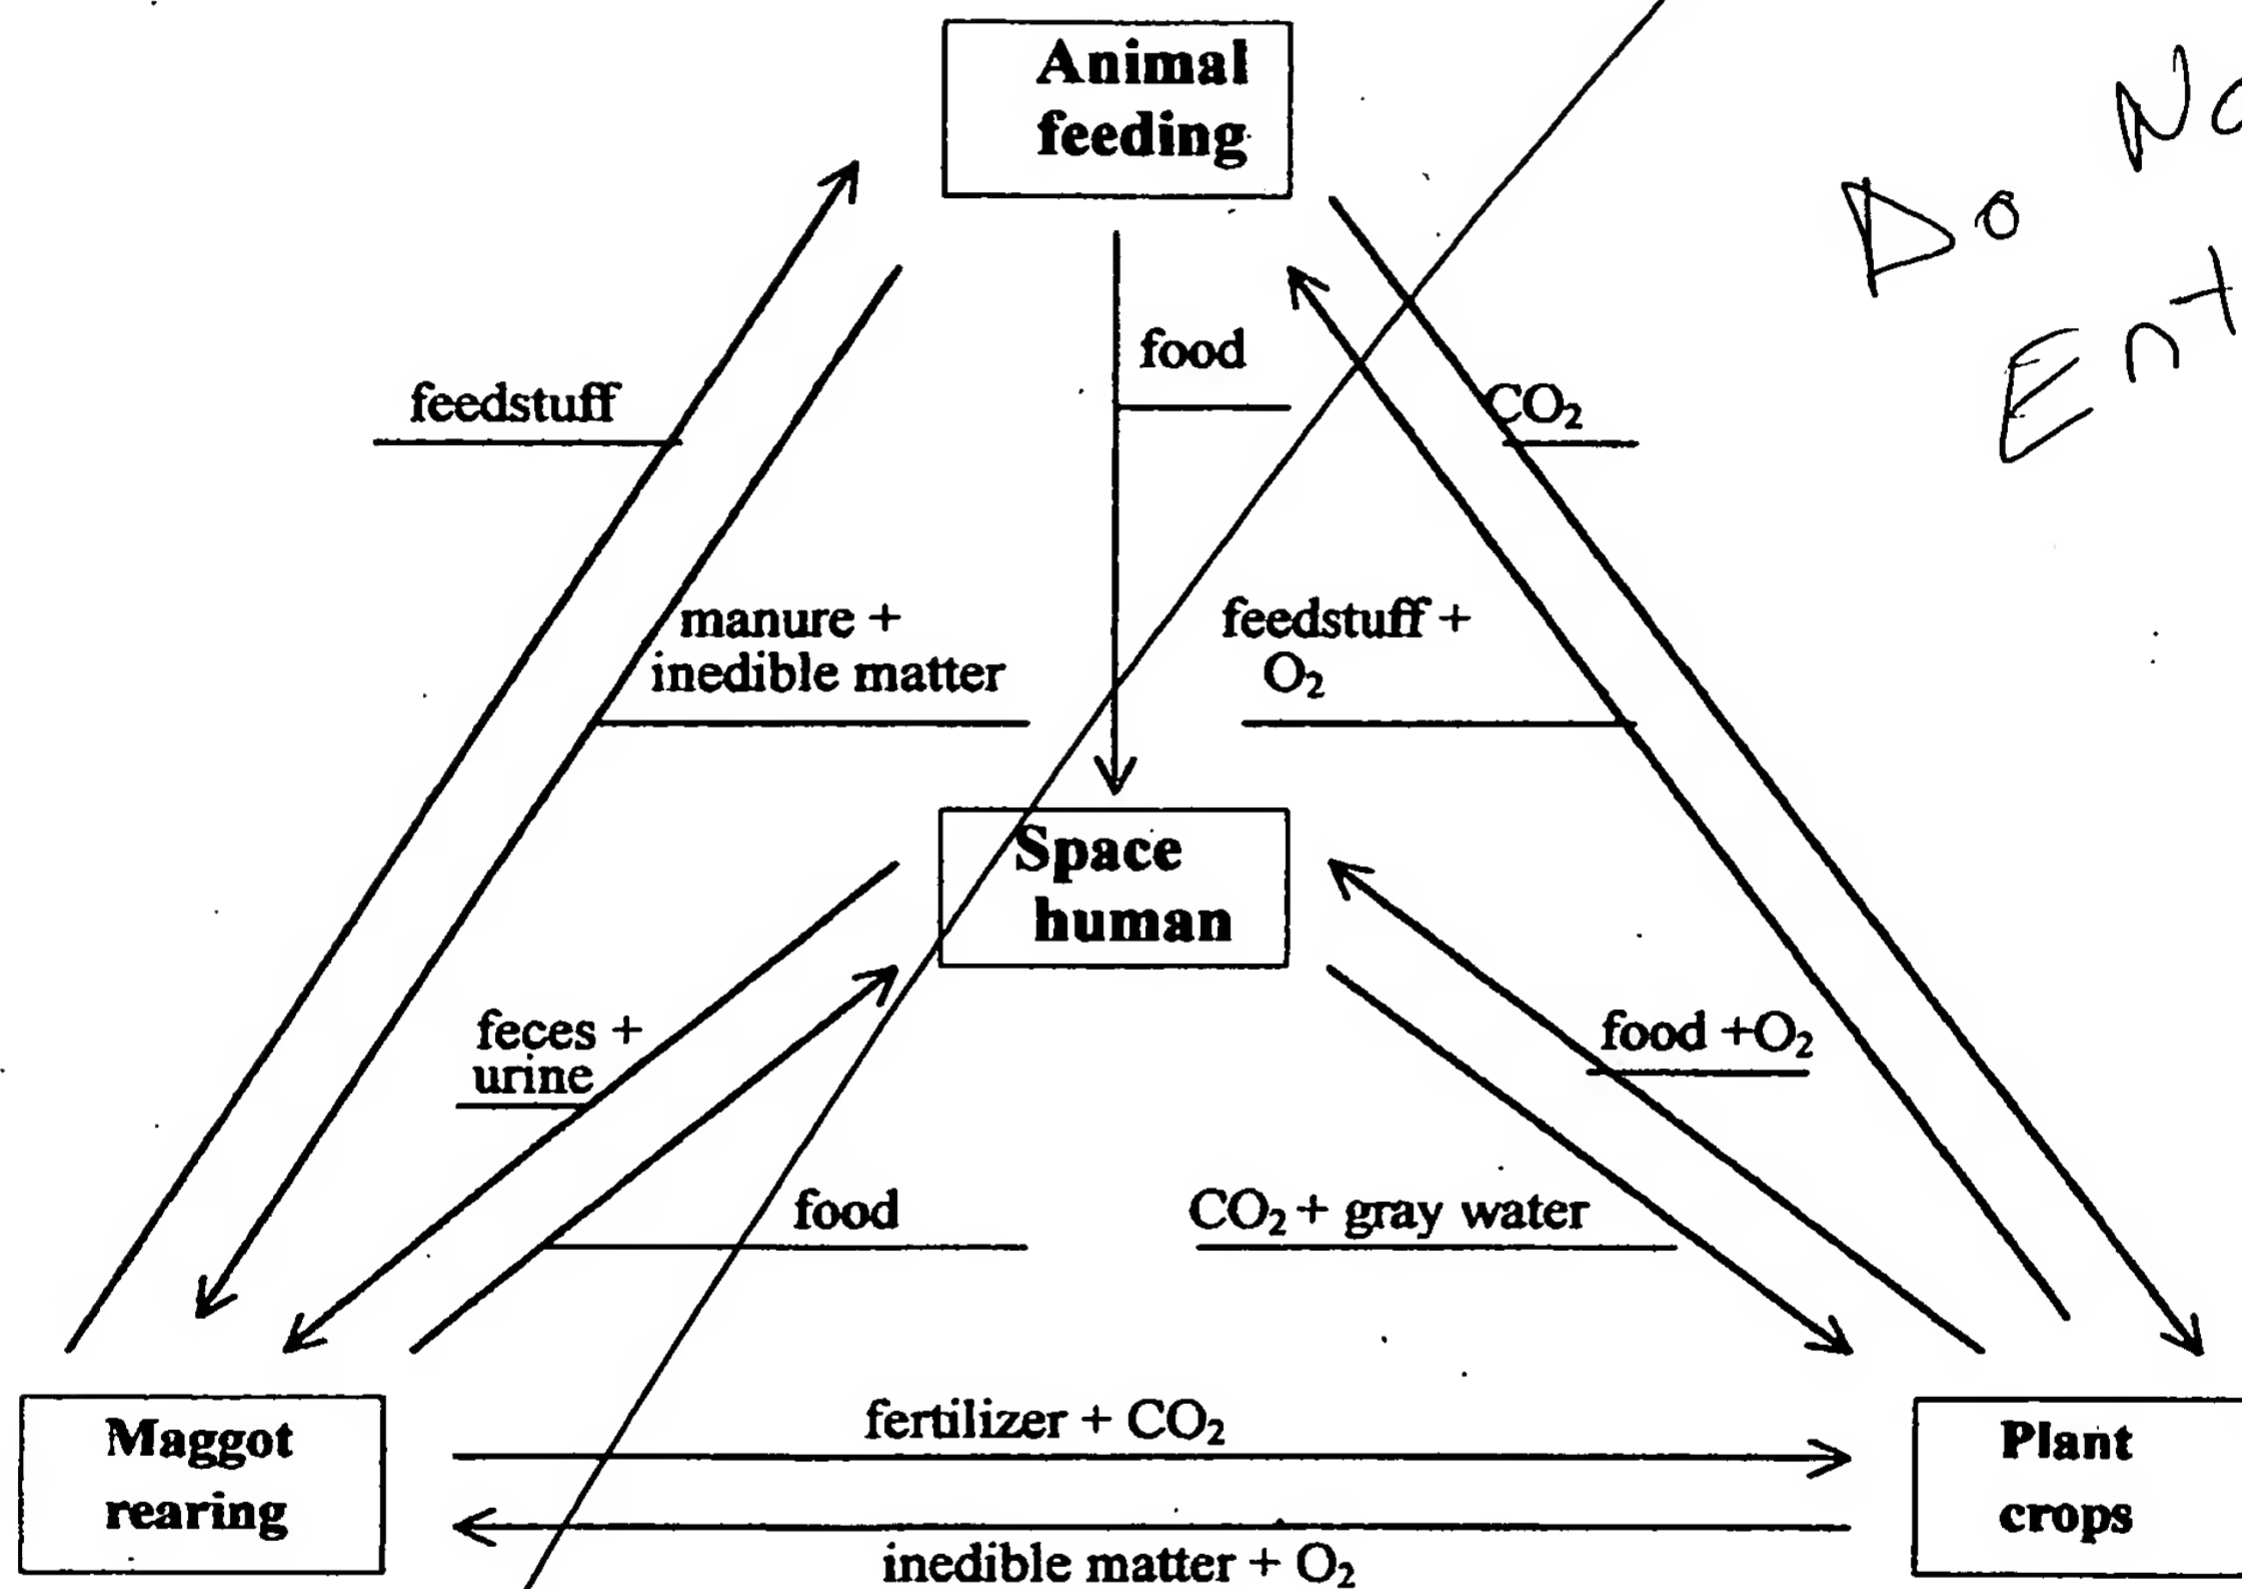 Animal
feeding
Do
food
feedstuff
CO₂
manure +
inedible matter
feedstuff +
O₂
Space
human
feces +
urine
food +O₂
food
CO₂ + gray water
fertilizer + CO₂
Maggot
rearing
Plant
crops
inedible matter + O₂